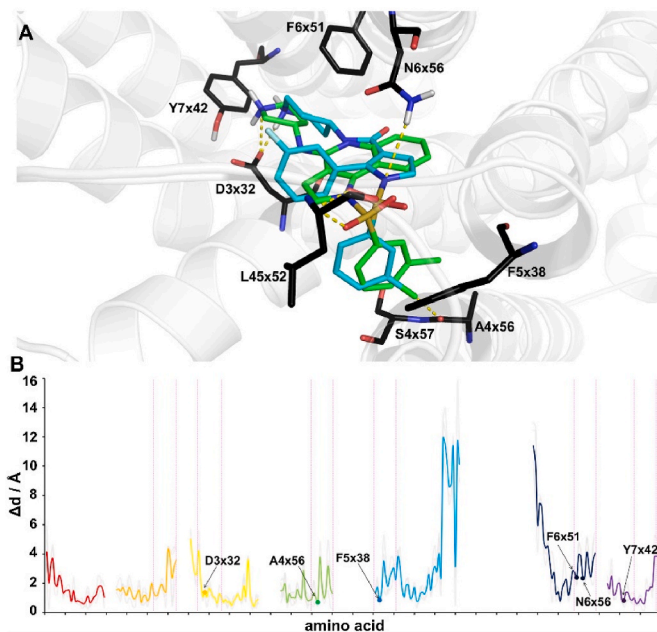 A
F6x51
N6x56
Y7x42
D3x32
L45x52
F5x38
A4x56
S4x57
B
16
14
12
10
8
6
4
2
0
Δd / Å
D3x32
A4x56
F5x38
F6x51
N6x56
Y7x42
amino acid